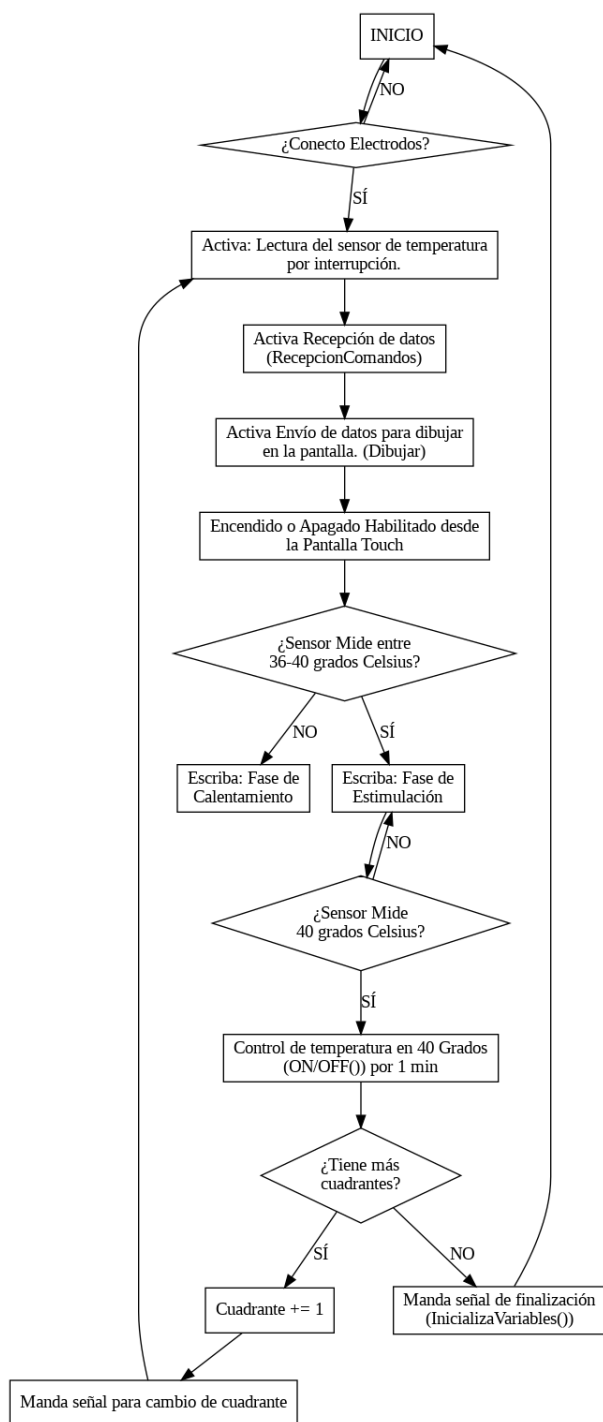 INICIO
NO
¿Conecto Electrodos?
SÍ
Activa: Lectura del sensor de temperatura
por interrupción.
Activa Recepción de datos
(RecepcionComandos)
Activa Envío de datos para dibujar
en la pantalla. (Dibujar)
Encendido o Apagado Habilitado desde
la Pantalla Touch
¿Sensor Mide entre
36-40 grados Celsius?
NO
SÍ
Escriba: Fase de
Calentamiento
Escriba: Fase de
Estimulación
NO
¿Sensor Mide
40 grados Celsius?
SÍ
Control de temperatura en 40 Grados
(ON/OFF()) por 1 min
¿Tiene más
cuadrantes?
SÍ
NO
Cuadrante += 1
Manda señal de finalización
(InicializaVariables())
Manda señal para cambio de cuadrante